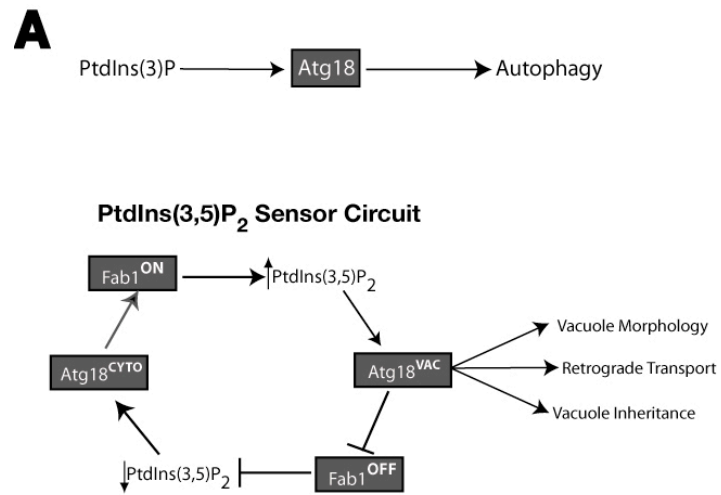 A
PtdIns(3)P Atg18 Autophagy
PtdIns(3,5)P2 Sensor Circuit
Fab1ON PtdIns(3,5)P2
Vacuole Morphology
Atg18CYTO Atg18VAC Retrograde Transport
Vacuole Inheritance
PtdIns(3,5)P2 Fab1OFF